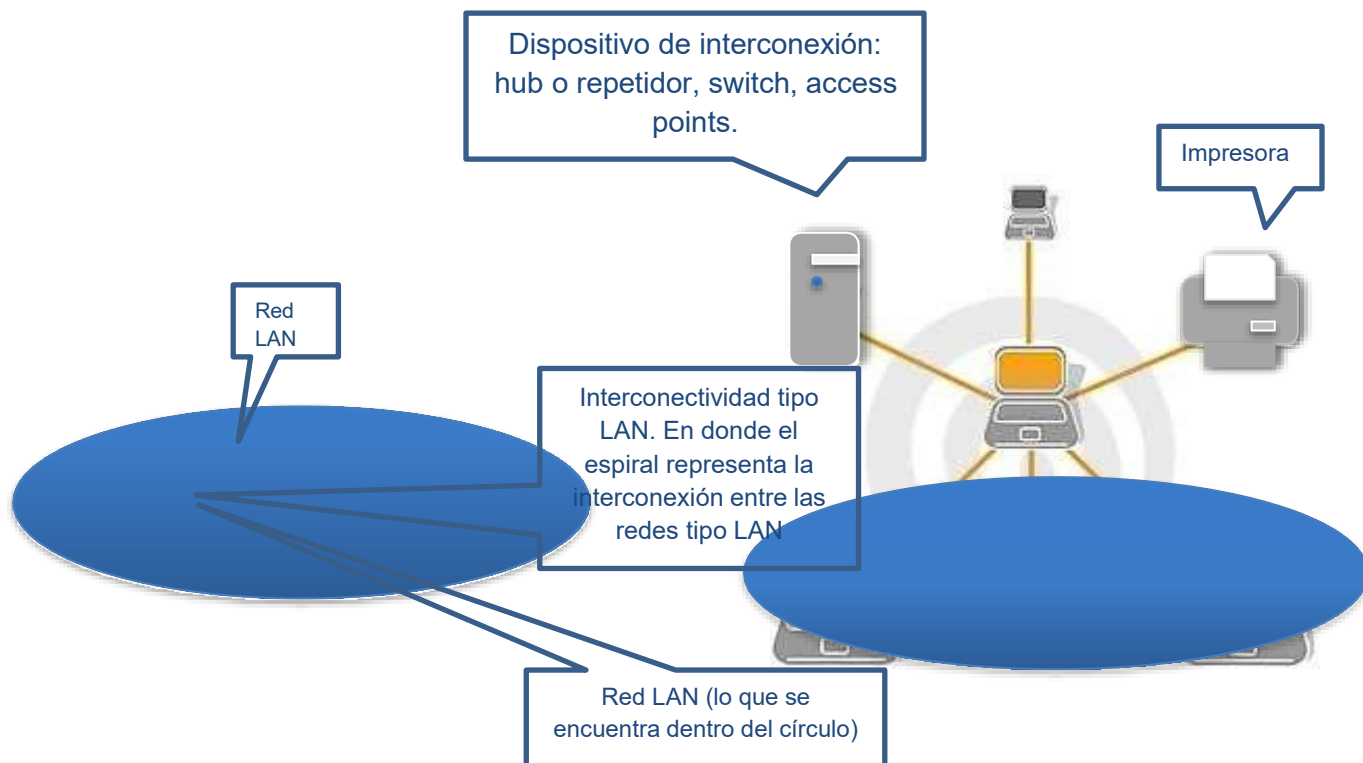 Dispositivo de interconexión:
hub o repetidor, switch, access
points.
Impresora
Red
LAN
Interconectividad tipo
LAN. En donde el
espiral representa la
interconexión entre las
redes tipo LAN
Red LAN (lo que se
encuentra dentro del círculo)